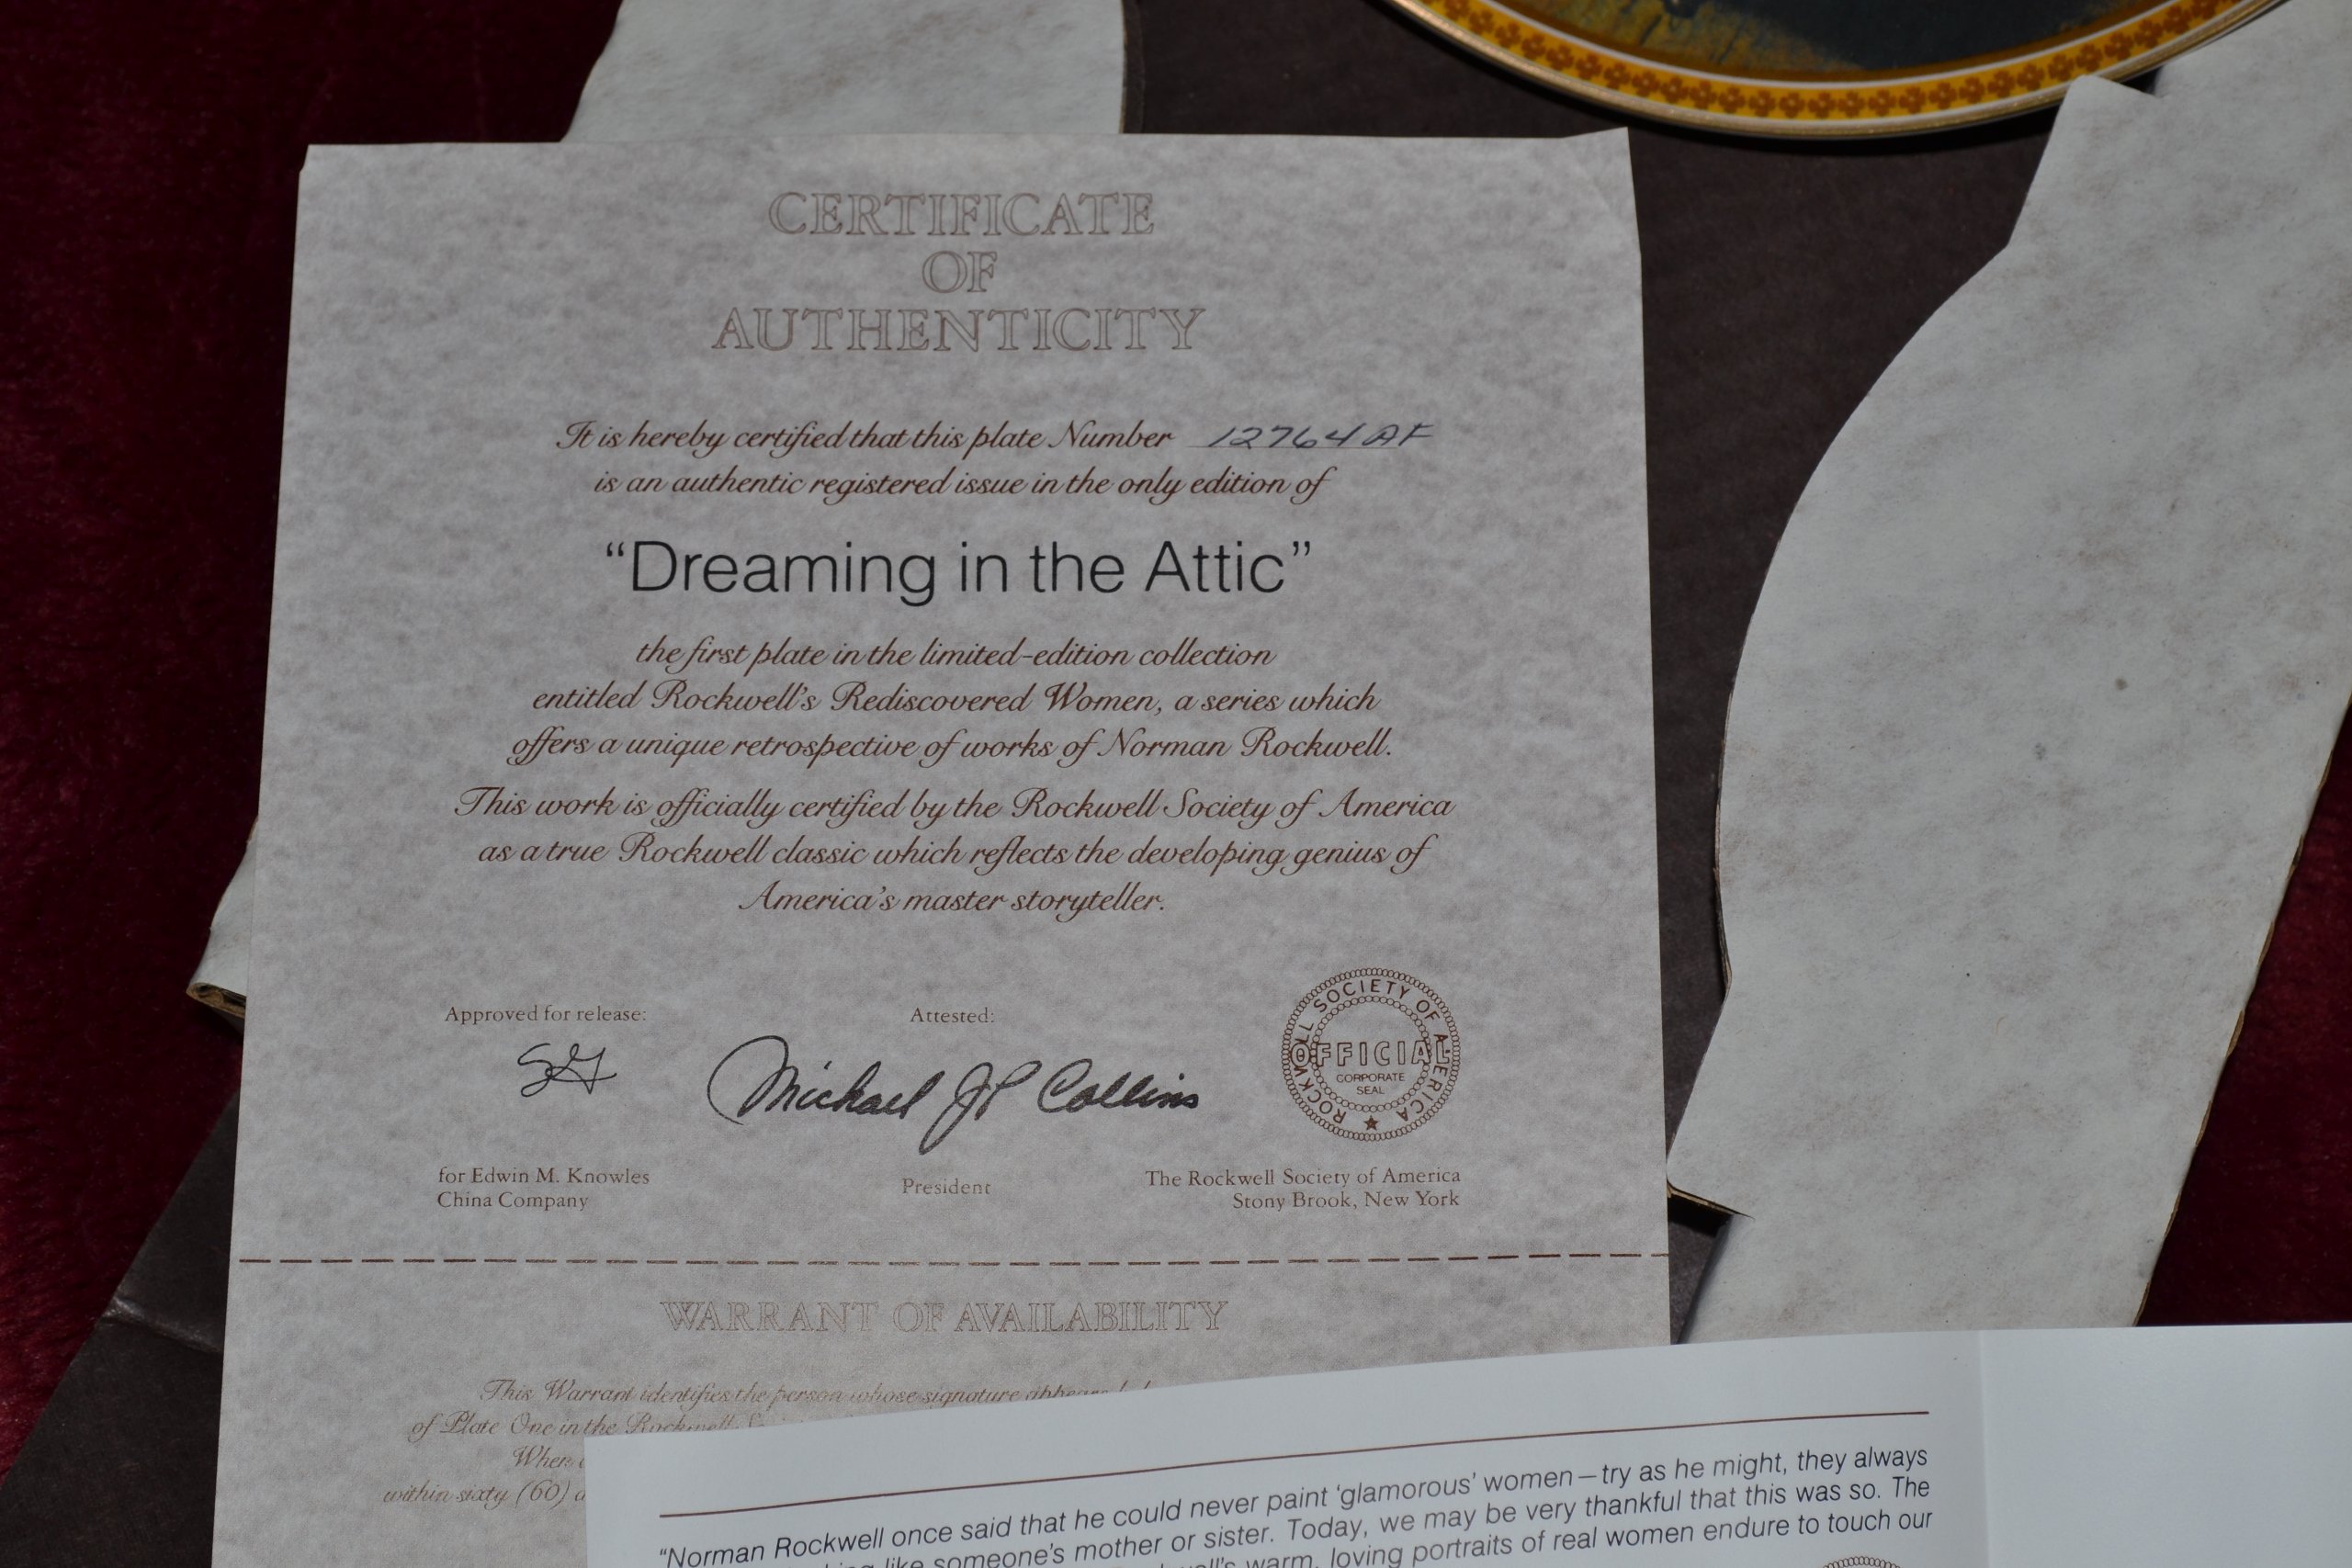 CERTIFICATE
OF
AUTHENTICITY
It is hereby certified that this plate Number 12764 AF
is an authentic registered issue in the only edition of
“Dreaming in the Attic”
the first plate in the limited-edition collection
entitled Rockwell's Rediscovered Women, a series which
offers a unique retrospective of works of Norman Rockwell.
This work is officially certified by the Rockwell Society of America
as a true Rockwell classic which reflects the developing genius of
America's master storyteller.
Approved for release:
SG
for Edwin M. Knowles
China Company
Attested:
Michael JP Collins
President
ROCKWELL SOCIETY OF AMERICA
OFFICIAL
CORPORATE
SEAL
The Rockwell Society of America
Stony Brook, New York
WARRANT OF AVAILABILITY
This Warrant identifies the person whose signature appears
of Plate One in the Rockwell
When
within sixty (60)
“Norman Rockwell once said that he could never paint ‘glamorous’ women—try as he might, they always
like someone's mother or sister. Today, we may be very thankful that this was so. The
warm, loving portraits of real women endure to touch our